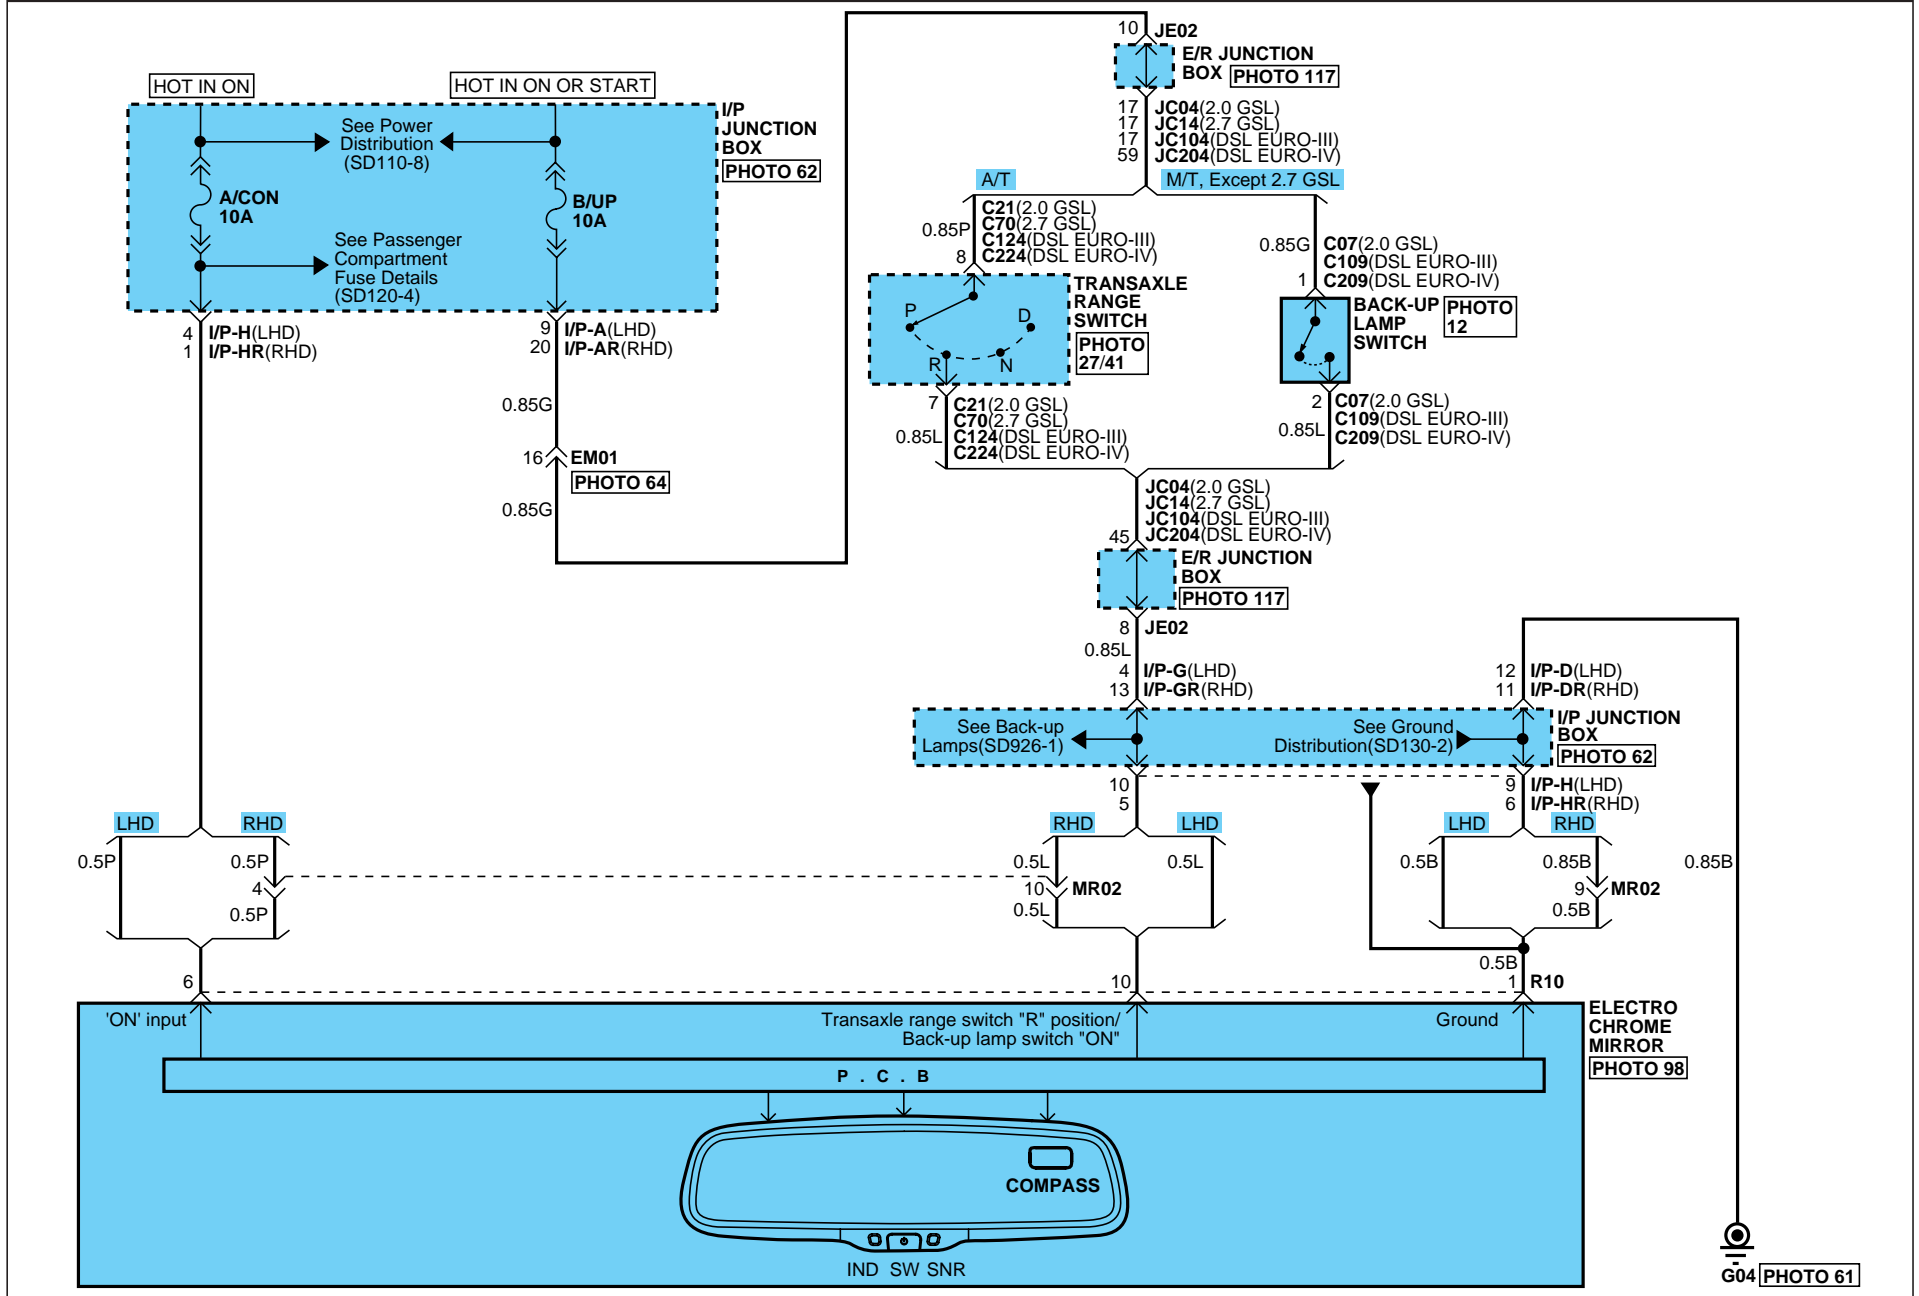 HOT IN ON
HOT IN ON OR START
I/P
JUNCTION
BOX
PHOTO 62
See Power
Distribution
(SD110-8)
A/CON
10A
B/UP
10A
See Passenger
Compartment
Fuse Details
(SD120-4)
4 I/P-H(LHD)
1 I/P-HR(RHD)
9 I/P-A(LHD)
20 I/P-AR(RHD)
0.85G
16 EM01
PHOTO 64
0.85G
10 JE02
E/R JUNCTION
BOX PHOTO 117
17 JC04(2.0 GSL)
17 JC14(2.7 GSL)
17 JC104(DSL EURO-III)
59 JC204(DSL EURO-IV)
A/T
M/T, Except 2.7 GSL
0.85P
C21(2.0 GSL)
C70(2.7 GSL)
C124(DSL EURO-III)
8 C224(DSL EURO-IV)
0.85G
C07(2.0 GSL)
C109(DSL EURO-III)
1 C209(DSL EURO-IV)
P
R
N
D
TRANSAXLE
RANGE
SWITCH
PHOTO
27/41
BACK-UP
LAMP
SWITCH
PHOTO
12
7 C21(2.0 GSL)
C70(2.7 GSL)
0.85L C124(DSL EURO-III)
C224(DSL EURO-IV)
2 C07(2.0 GSL)
C109(DSL EURO-III)
0.85L C209(DSL EURO-IV)
JC04(2.0 GSL)
JC14(2.7 GSL)
JC104(DSL EURO-III)
45 JC204(DSL EURO-IV)
E/R JUNCTION
BOX
PHOTO 117
8 JE02
0.85L
4 I/P-G(LHD)
13 I/P-GR(RHD)
12 I/P-D(LHD)
11 I/P-DR(RHD)
See Back-up
Lamps(SD926-1)
See Ground
Distribution(SD130-2)
I/P JUNCTION
BOX
PHOTO 62
10
5
9 I/P-H(LHD)
6 I/P-HR(RHD)
LHD
RHD
RHD
LHD
LHD
RHD
0.5P
0.5P
0.5L
0.5L
0.5B
0.85B
0.85B
4
10 MR02
9 MR02
0.5P
0.5L
0.5B
0.5B
6
10
1 R10
'ON' input
Transaxle range switch "R" position/
Back-up lamp switch "ON"
Ground
ELECTRO
CHROME
MIRROR
PHOTO 98
P . C . B
COMPASS
IND SW SNR
G04 PHOTO 61